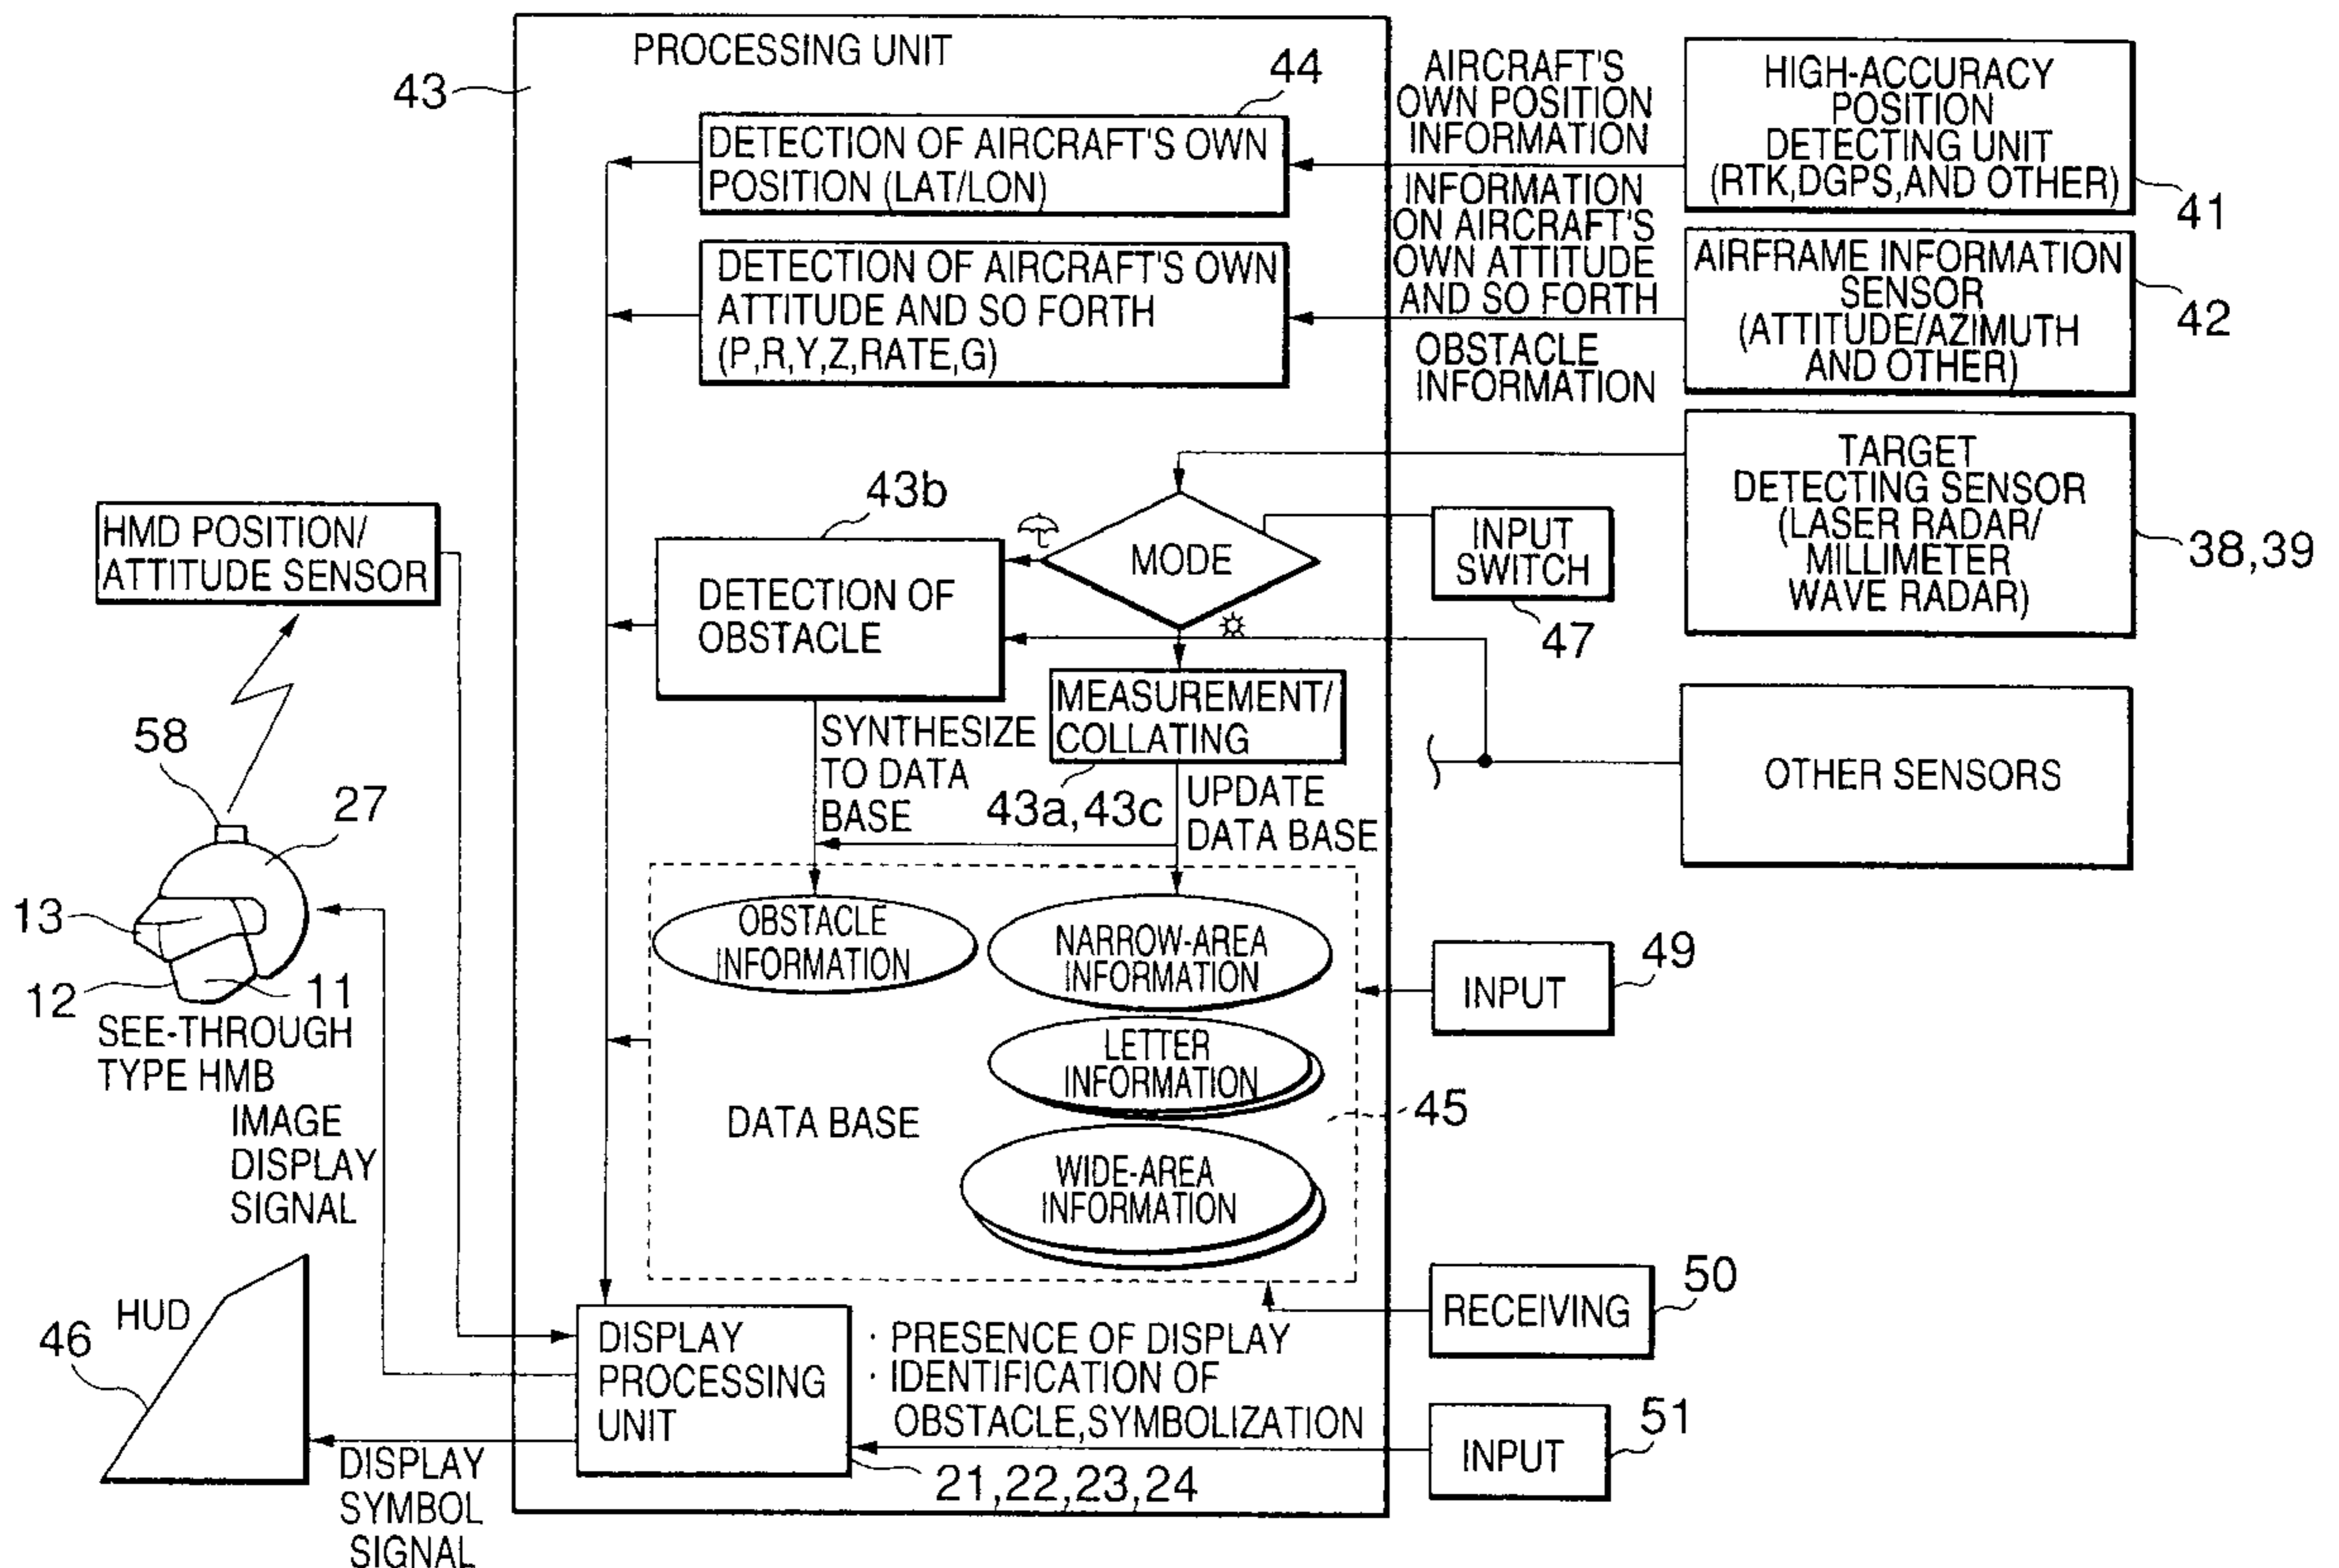 PROCESSING UNIT
43
44
DETECTION OF AIRCRAFT'S OWN
POSITION (LAT/LON)
DETECTION OF AIRCRAFT'S OWN
ATTITUDE AND SO FORTH
(P,R,Y,Z,RATE,G)
AIRCRAFT'S
OWN POSITION
INFORMATION
INFORMATION
ON AIRCRAFT'S
OWN ATTITUDE
AND SO FORTH
OBSTACLE
INFORMATION
HIGH-ACCURACY
POSITION
DETECTING UNIT
(RTK,DGPS,AND OTHER)
41
AIRFRAME INFORMATION
SENSOR
(ATTITUDE/AZIMUTH
AND OTHER)
42
TARGET
DETECTING SENSOR
(LASER RADAR/
MILLIMETER
WAVE RADAR)
38,39
HMD POSITION/
ATTITUDE SENSOR
43b
DETECTION OF
OBSTACLE
MODE
INPUT
SWITCH
47
MEASUREMENT/
COLLATING
43a,43c
SYNTHESIZE
TO DATA
BASE
UPDATE
DATA BASE
OTHER SENSORS
58
27
13
12
11
SEE-THROUGH
TYPE HMB
IMAGE
DISPLAY
SIGNAL
OBSTACLE
INFORMATION
NARROW-AREA
INFORMATION
LETTER
INFORMATION
WIDE-AREA
INFORMATION
DATA BASE
45
INPUT
49
RECEIVING
50
INPUT
51
HUD
46
DISPLAY
PROCESSING
UNIT
· PRESENCE OF DISPLAY
· IDENTIFICATION OF
OBSTACLE,SYMBOLIZATION
21,22,23,24
DISPLAY
SYMBOL
SIGNAL